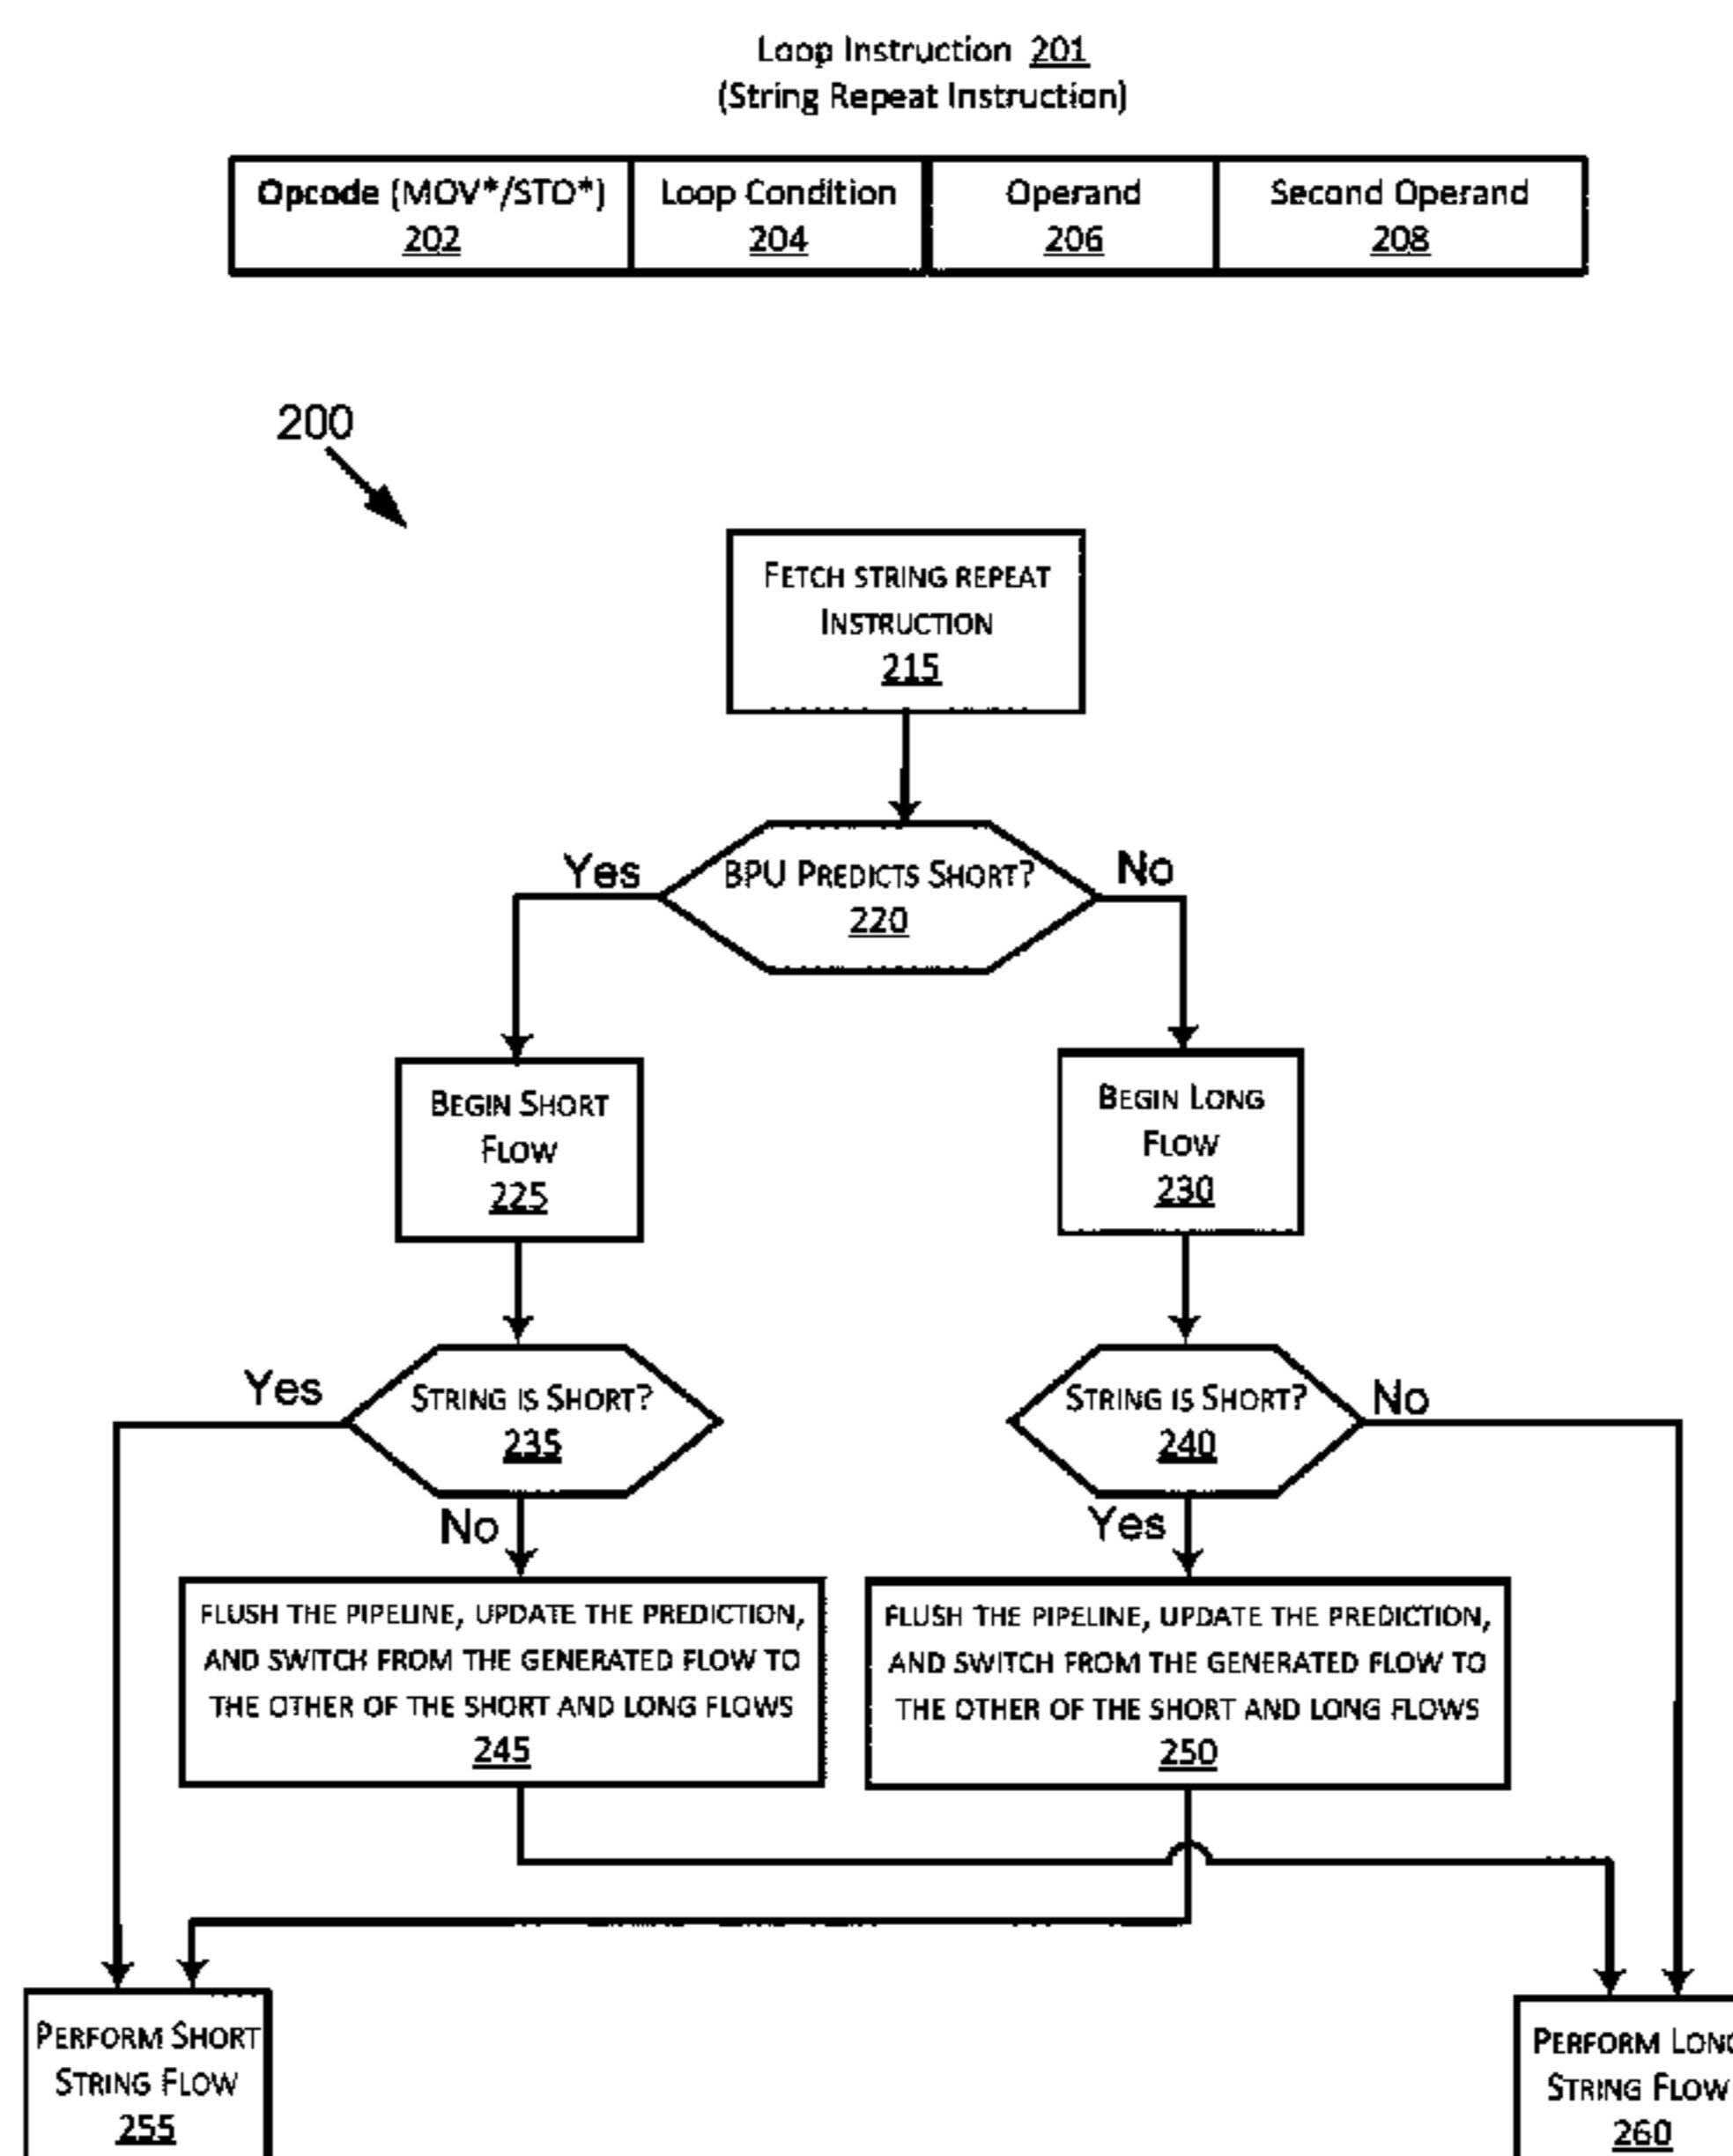 Loop Instruction 201
(String Repeat Instruction)
Opcode (MOV*/STO*)
202
Loop Condition
204
Operand
206
Second Operand
208
200
FETCH STRING REPEAT
INSTRUCTION
215
BPU PREDICTS SHORT?
220
Yes
No
BEGIN SHORT
FLOW
225
BEGIN LONG
FLOW
230
STRING IS SHORT?
235
Yes
No
STRING IS SHORT?
240
No
Yes
FLUSH THE PIPELINE, UPDATE THE PREDICTION,
AND SWITCH FROM THE GENERATED FLOW TO
THE OTHER OF THE SHORT AND LONG FLOWS
245
FLUSH THE PIPELINE, UPDATE THE PREDICTION,
AND SWITCH FROM THE GENERATED FLOW TO
THE OTHER OF THE SHORT AND LONG FLOWS
250
PERFORM SHORT
STRING FLOW
255
PERFORM LONG
STRING FLOW
260